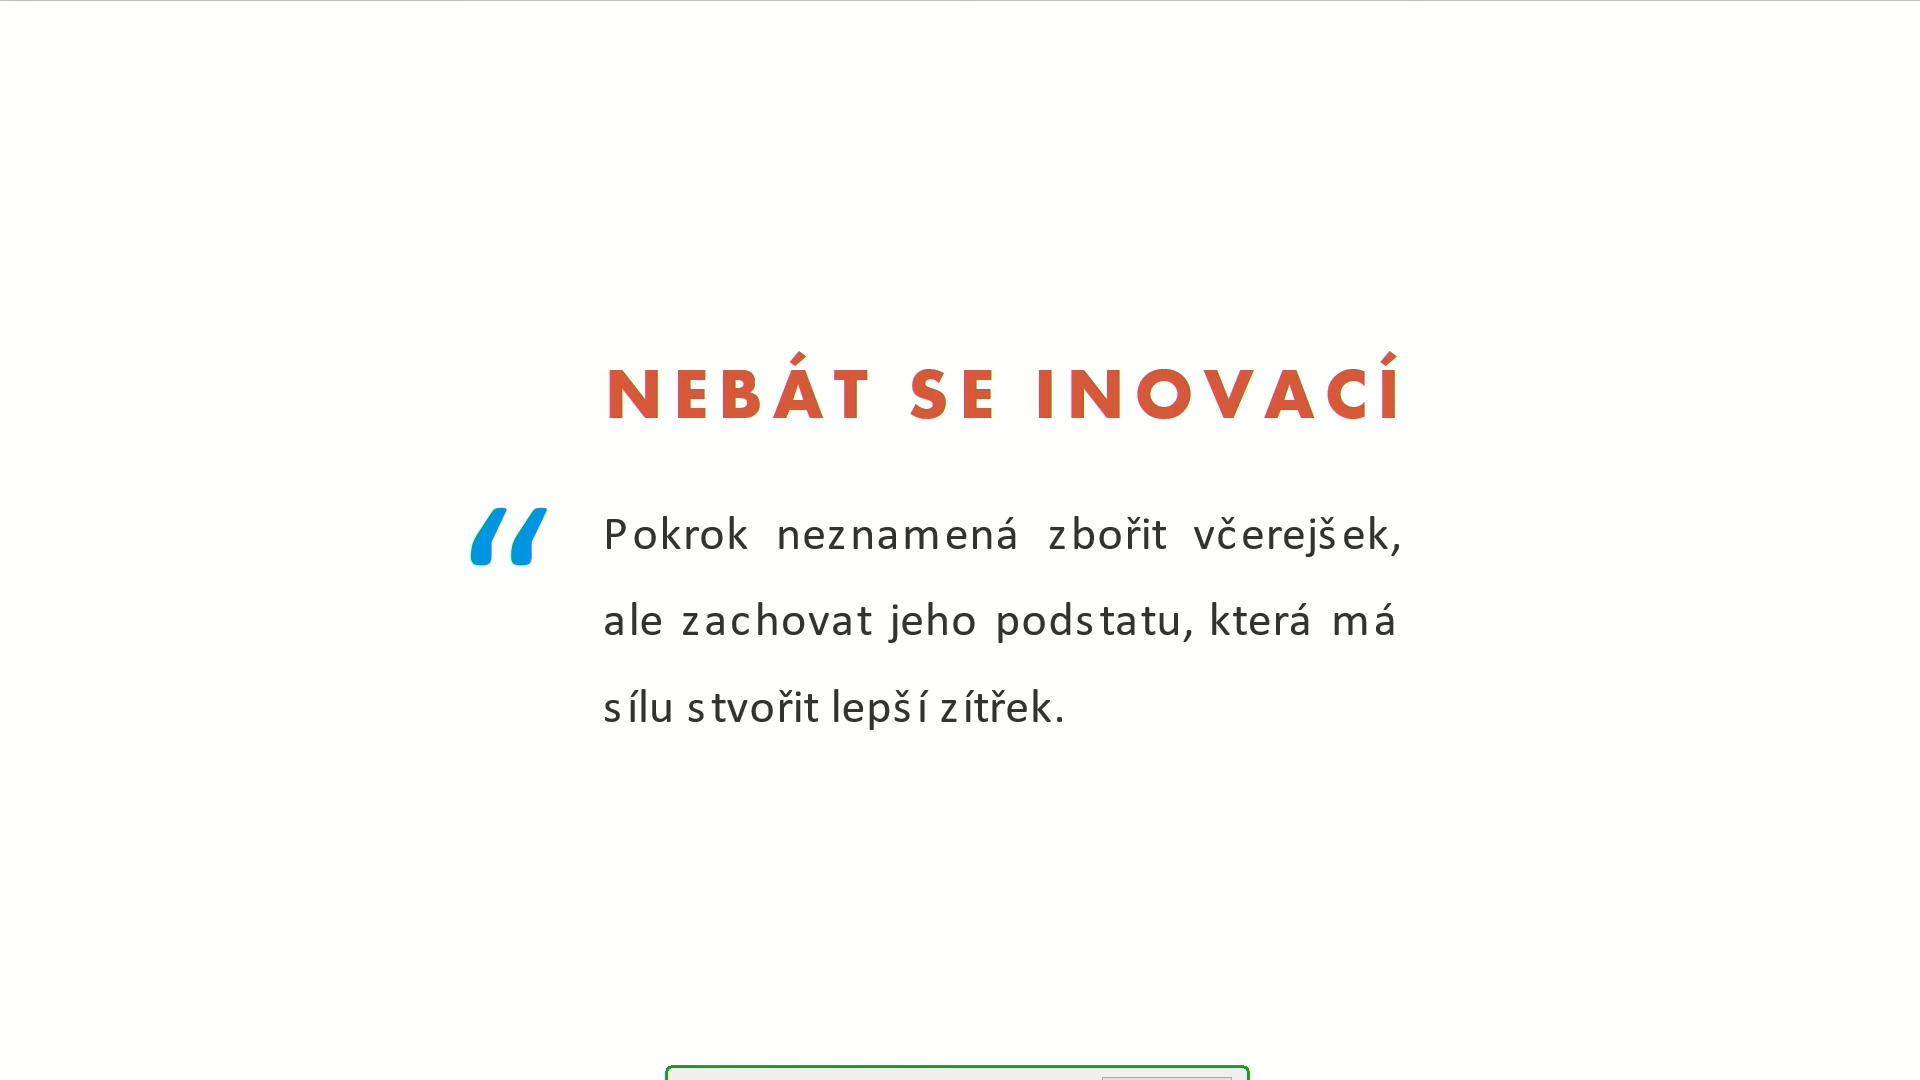 NEBÁT SE INOVACÍ
“ Pokrok neznamená zbořit včerejšek,
ale zachovat jeho podstatu, která má
sílu stvořit lepší zítřek.